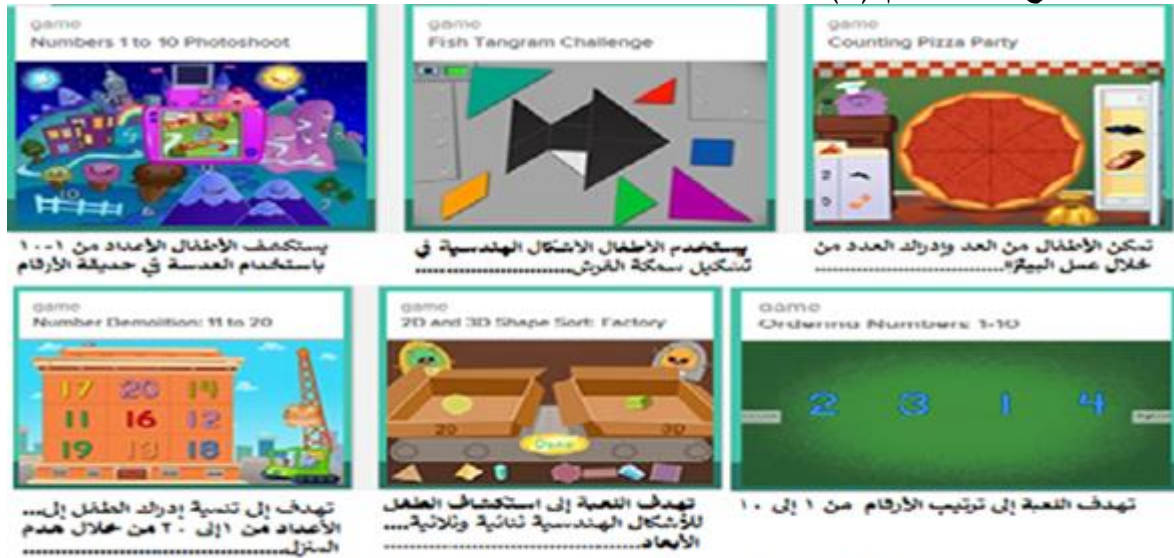 game
Numbers 1 to 10 Photoshoot
game
Fish Tangram Challenge
game
Counting Pizza Party
10
2
5
يستكشف الأطفال الأعداد من ١-١٠
باستخدام العدسة في حديقة الأرقام
يستخدم الأطفال الأشكال الهندسية في
تشكيل سمكة القرش..........................
تمكن الأطفال من العد وإدراك العدد من
خلال عمل البيتزا..........................
game
Number Demolition: 11 to 20
game
2D and 3D Shape Sort: Factory
game
Ordering Numbers 1-10
17 20 14
11 16 12
19 13 18
2D
3D
Done
2 3 1 4
تهدف إلى تنمية إدراك الطفل إلى...
الأعداد من ١ إلى ٢٠ من خلال هدم
المنزل..........................
تهدف اللعبة إلى استكشاف الطفل
للأشكال الهندسية ثنائية وثلاثية....
الأبعاد..........................
تهدف اللعبة إلى ترتيب الأرقام من ١ إلى ١٠